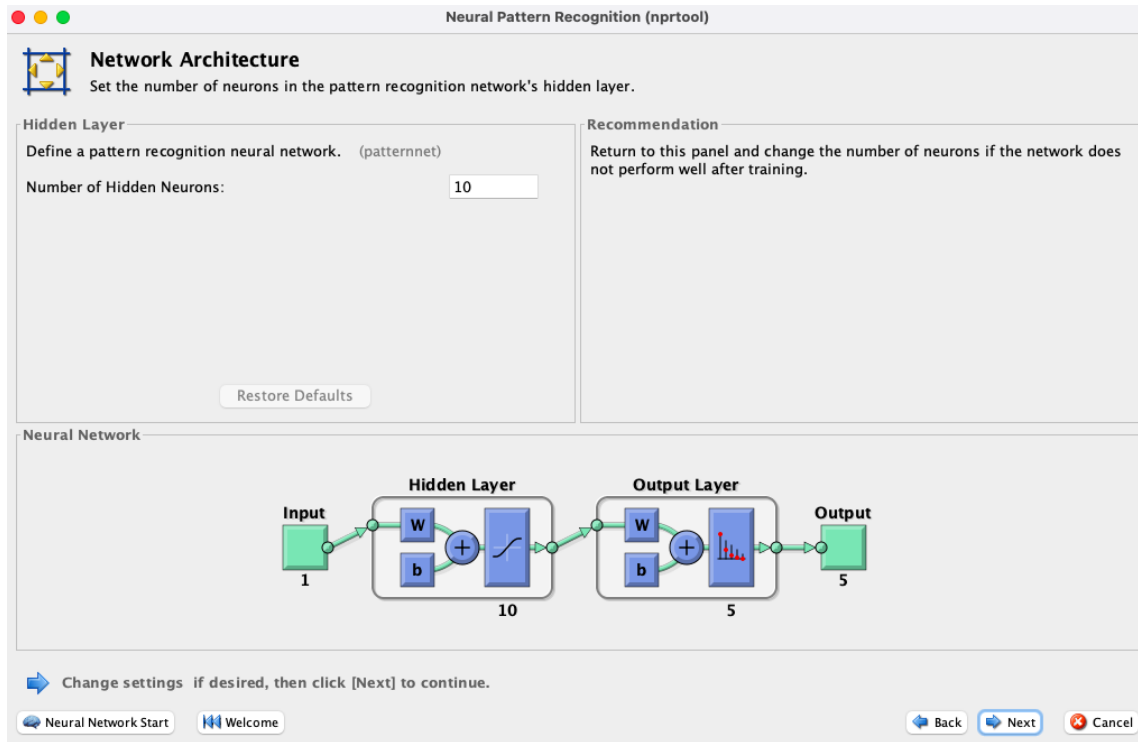 Neural Pattern Recognition (nprtool)
Network Architecture
Set the number of neurons in the pattern recognition network's hidden layer.
Hidden Layer
Define a pattern recognition neural network. (patternnet)
Number of Hidden Neurons: 10
Restore Defaults
Recommendation
Return to this panel and change the number of neurons if the network does
not perform well after training.
Neural Network
Hidden Layer
Output Layer
Input
Output
W
W
b
b
1
10
5
5
Change settings if desired, then click [Next] to continue.
Neural Network Start
Welcome
Back
Next
Cancel